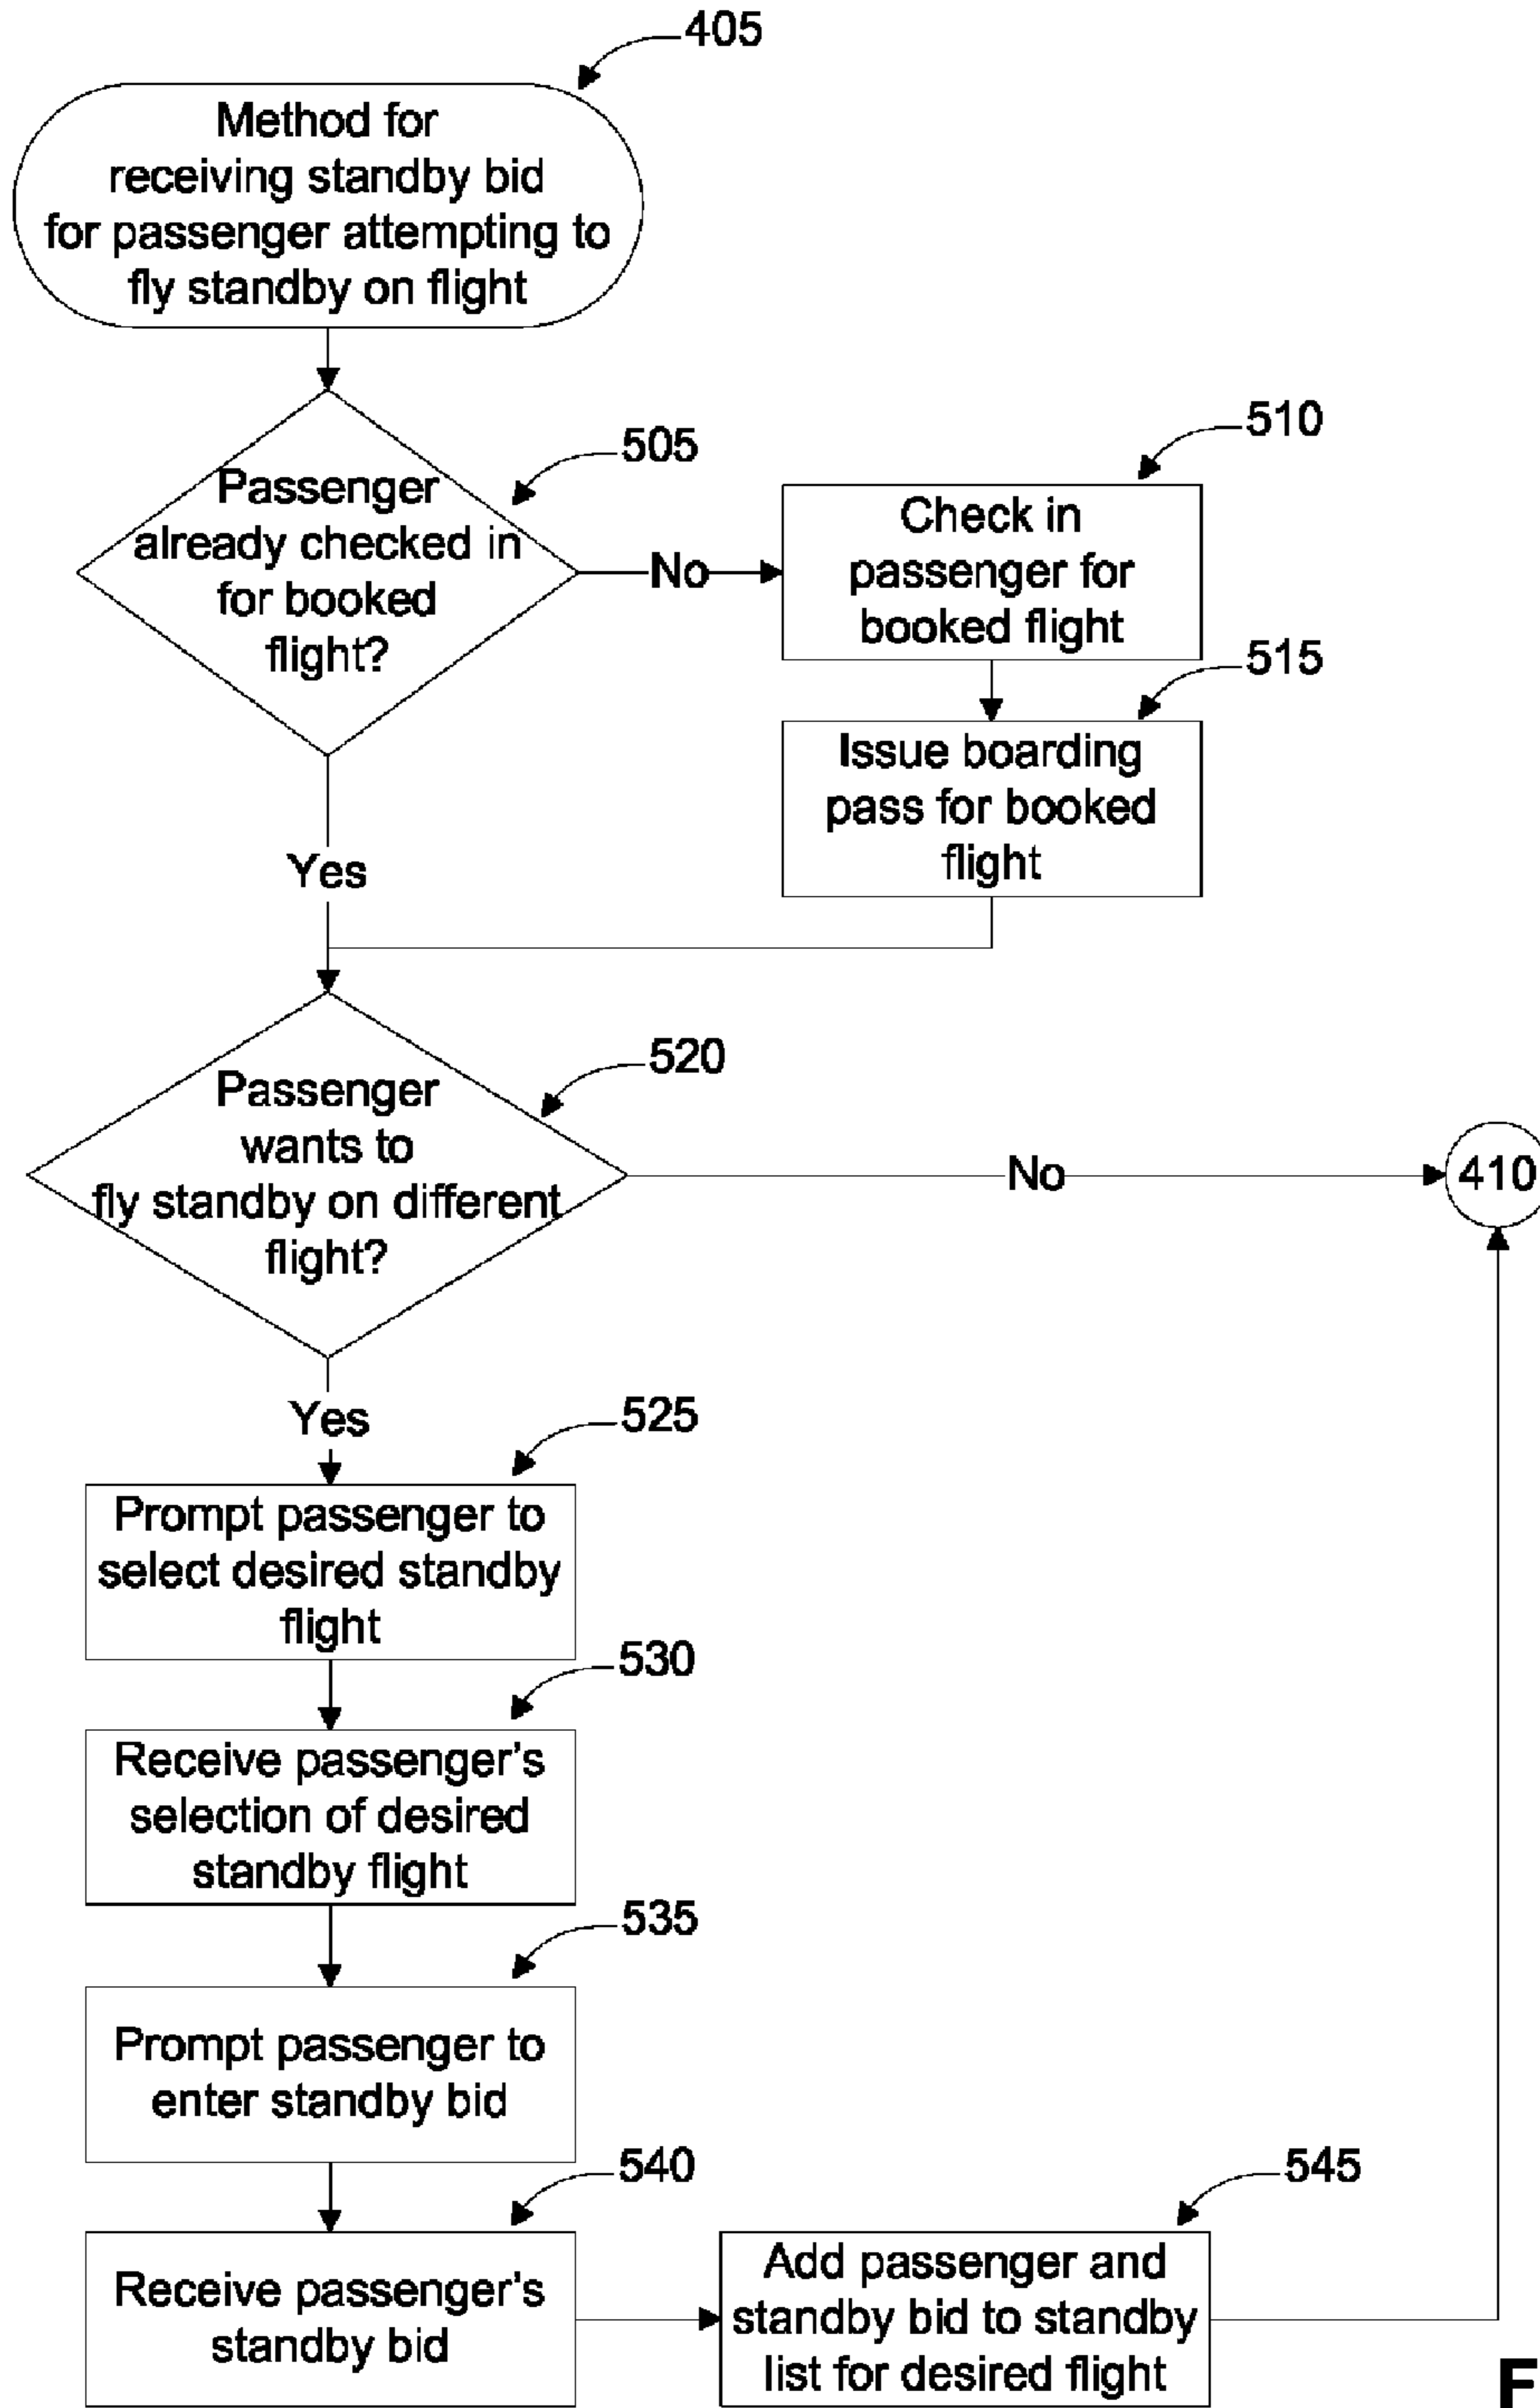 405
Method for
receiving standby bid
for passenger attempting to
fly standby on flight
505
Passenger
already checked in
for booked
flight?
No
510
Check in
passenger for
booked flight
515
Issue boarding
pass for booked
flight
Yes
520
Passenger
wants to
fly standby on different
flight?
No
410
Yes
525
Prompt passenger to
select desired standby
flight
530
Receive passenger's
selection of desired
standby flight
535
Prompt passenger to
enter standby bid
540
Receive passenger's
standby bid
545
Add passenger and
standby bid to standby
list for desired flight
F